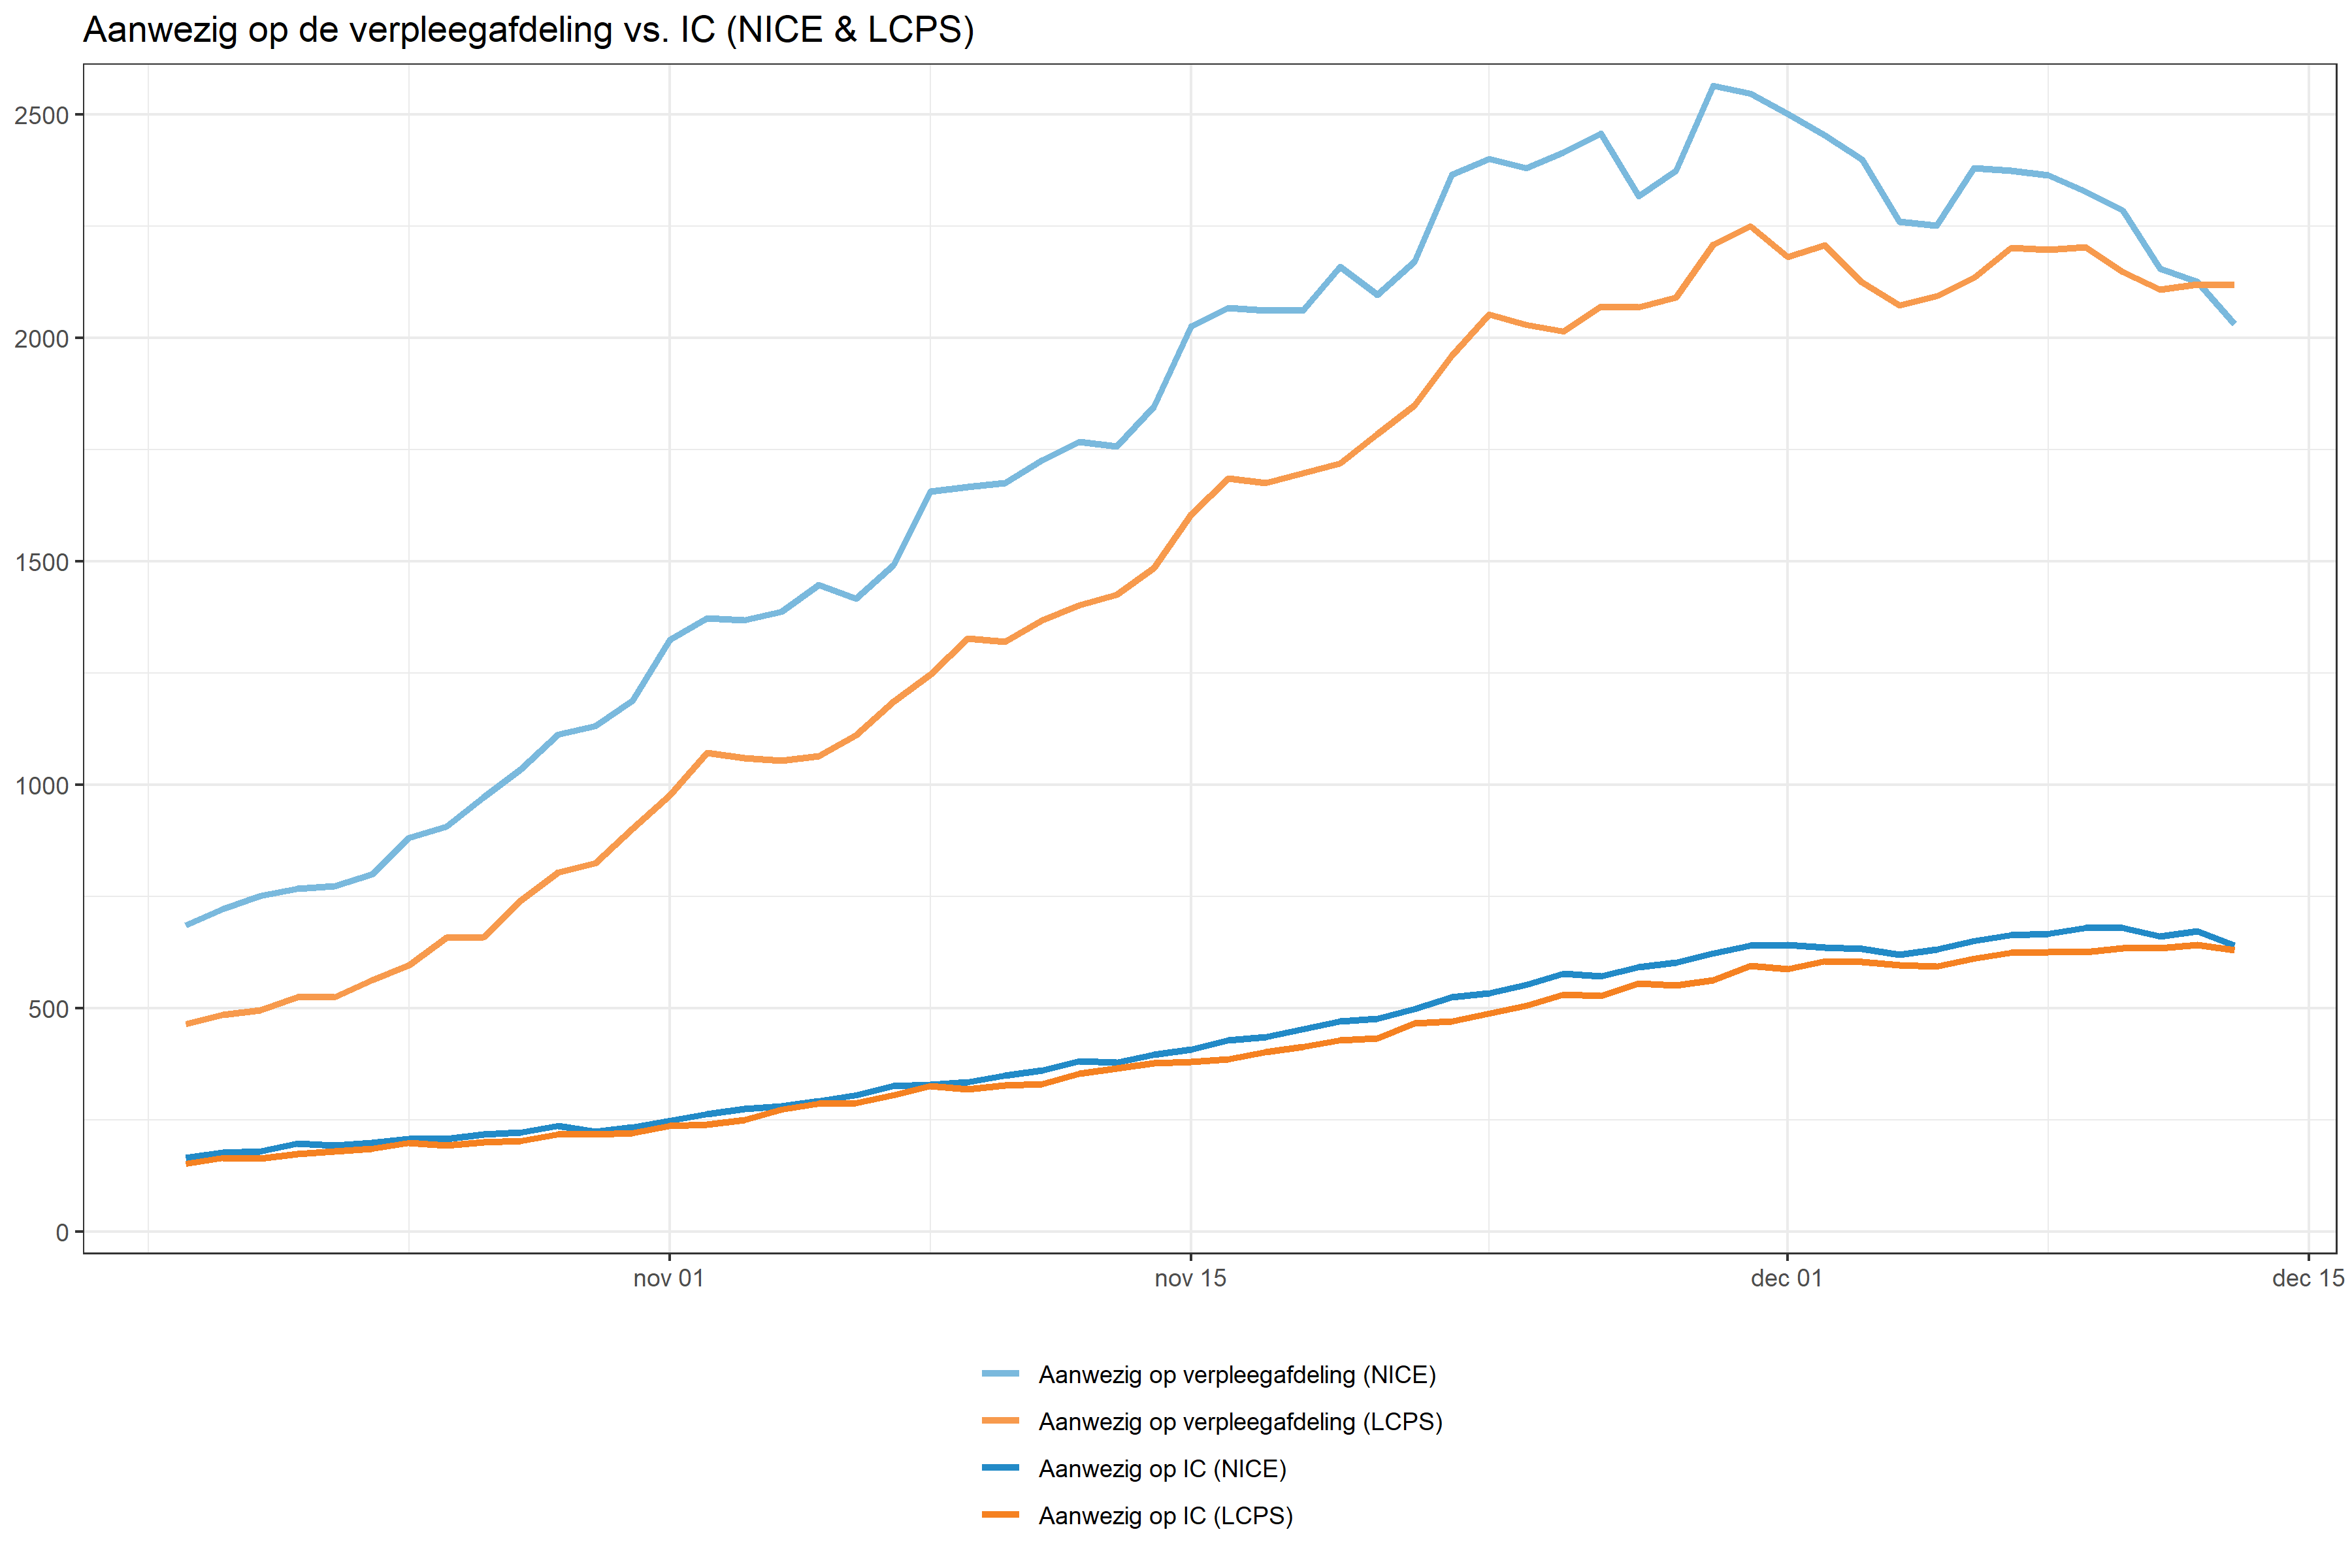 Aanwezig op de verpleegafdeling vs. IC (NICE & LCPS)
2500
2000
1500
1000
500
0
nov 01 nov 15 dec 01 dec 15
Aanwezig op verpleegafdeling (NICE)
Aanwezig op verpleegafdeling (LCPS)
Aanwezig op IC (NICE)
Aanwezig op IC (LCPS)